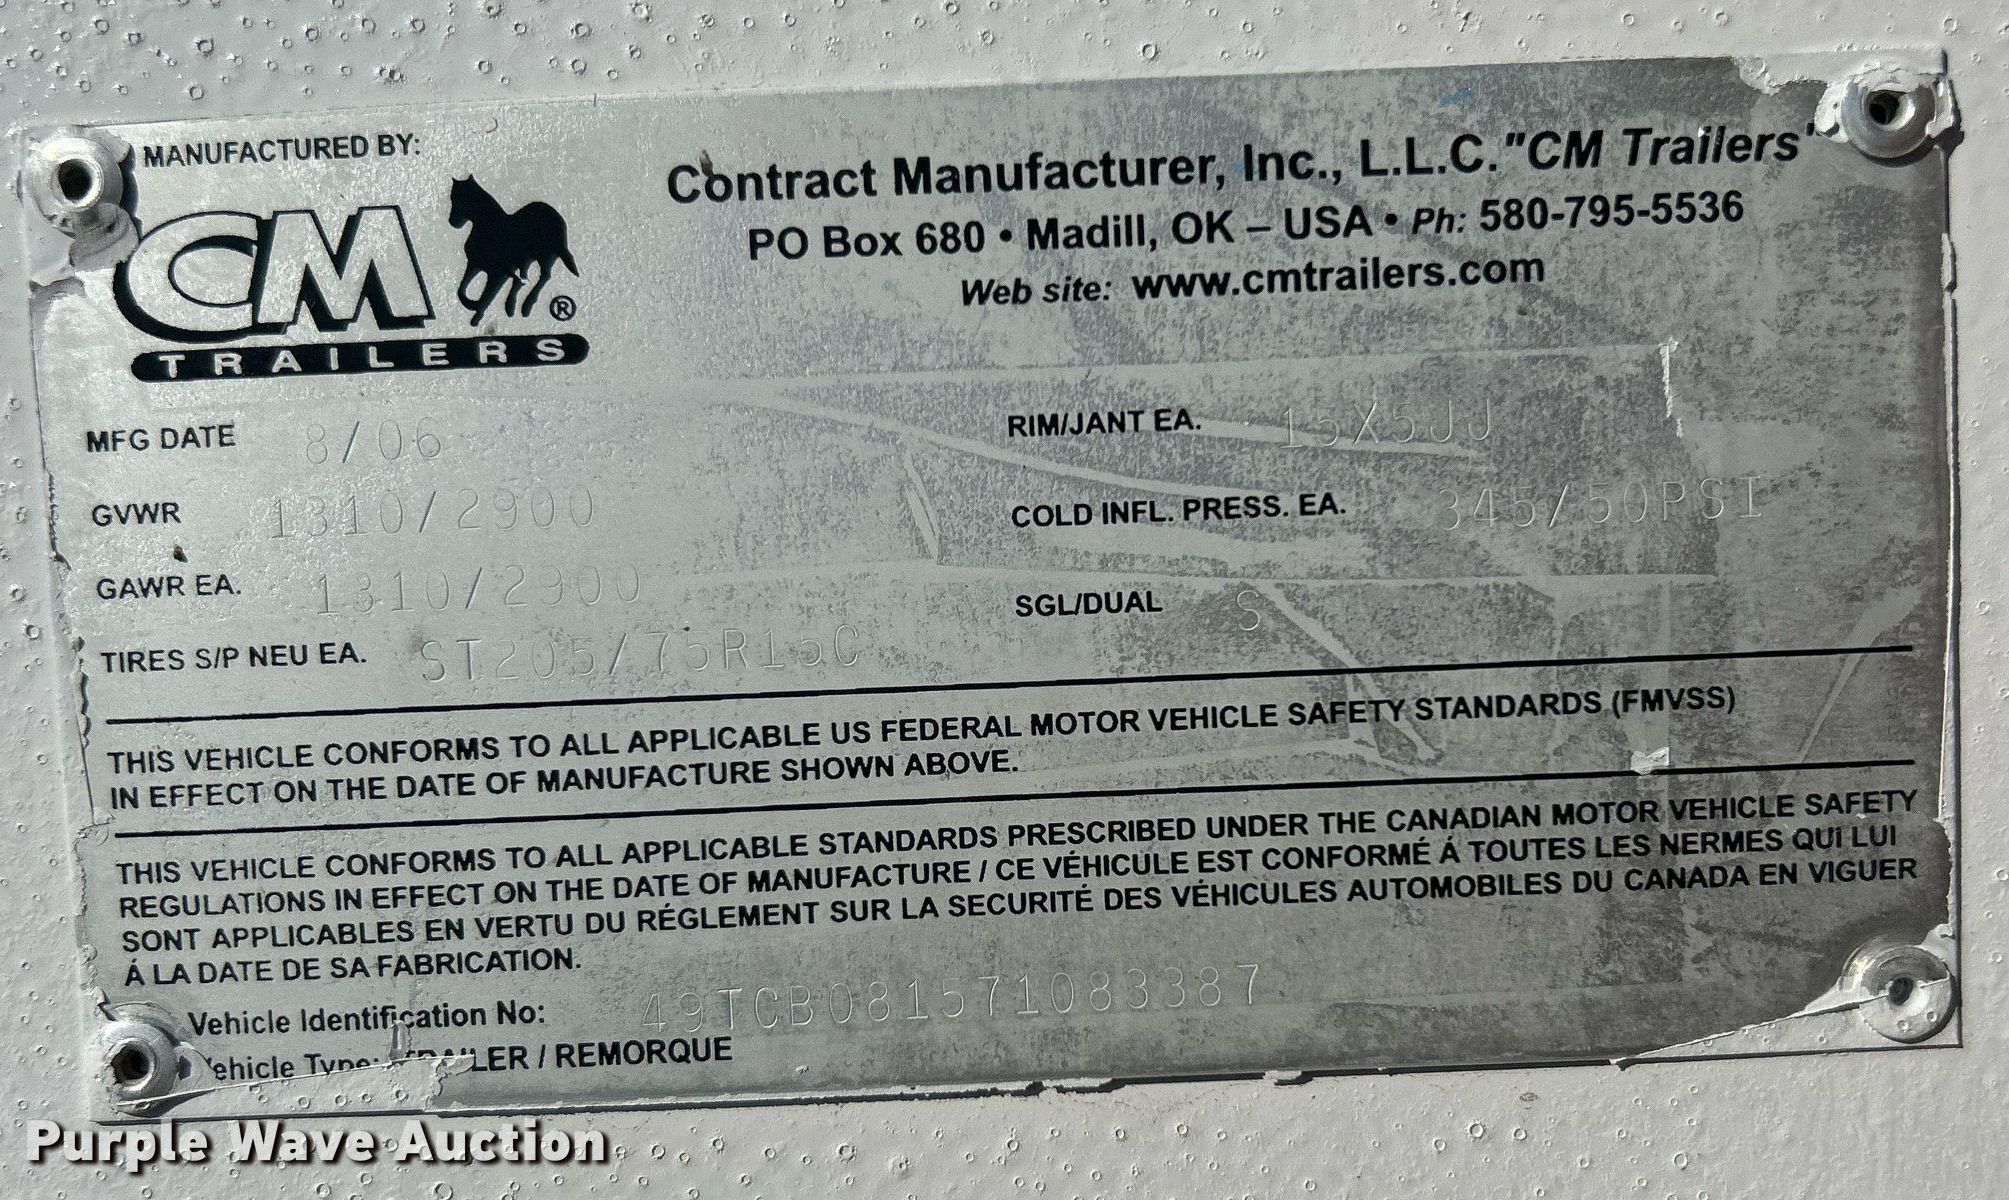 MANUFACTURED BY:
CM®
TRAILERS
Contract Manufacturer, Inc., L.L.C. "CM Trailers"
PO Box 680 • Madill, OK – USA • Ph: 580-795-5536
Web site: www.cmtrailers.com
MFG DATE 8/06
RIM/JANT EA. 15X5JJ
GVWR 1310/2900
COLD INFL. PRESS. EA. 345/50PSI
GAWR EA. 1310/2900
SGL/DUAL S
TIRES S/P NEU EA. ST205/75R15C
THIS VEHICLE CONFORMS TO ALL APPLICABLE US FEDERAL MOTOR VEHICLE SAFETY STANDARDS (FMVSS)
IN EFFECT ON THE DATE OF MANUFACTURE SHOWN ABOVE.
THIS VEHICLE CONFORMS TO ALL APPLICABLE STANDARDS PRESCRIBED UNDER THE CANADIAN MOTOR VEHICLE SAFETY
REGULATIONS IN EFFECT ON THE DATE OF MANUFACTURE / CE VÉHICULE EST CONFORMÉ Á TOUTES LES NERMES QUI LUI
SONT APPLICABLES EN VERTU DU RÉGLEMENT SUR LA SECURITÉ DES VÉHICULES AUTOMOBILES DU CANADA EN VIGUER
Á LA DATE DE SA FABRICATION.
Vehicle Identification No: 49TCB081571083387
Vehicle Type: TRAILER / REMORQUE
Purple Wave Auction